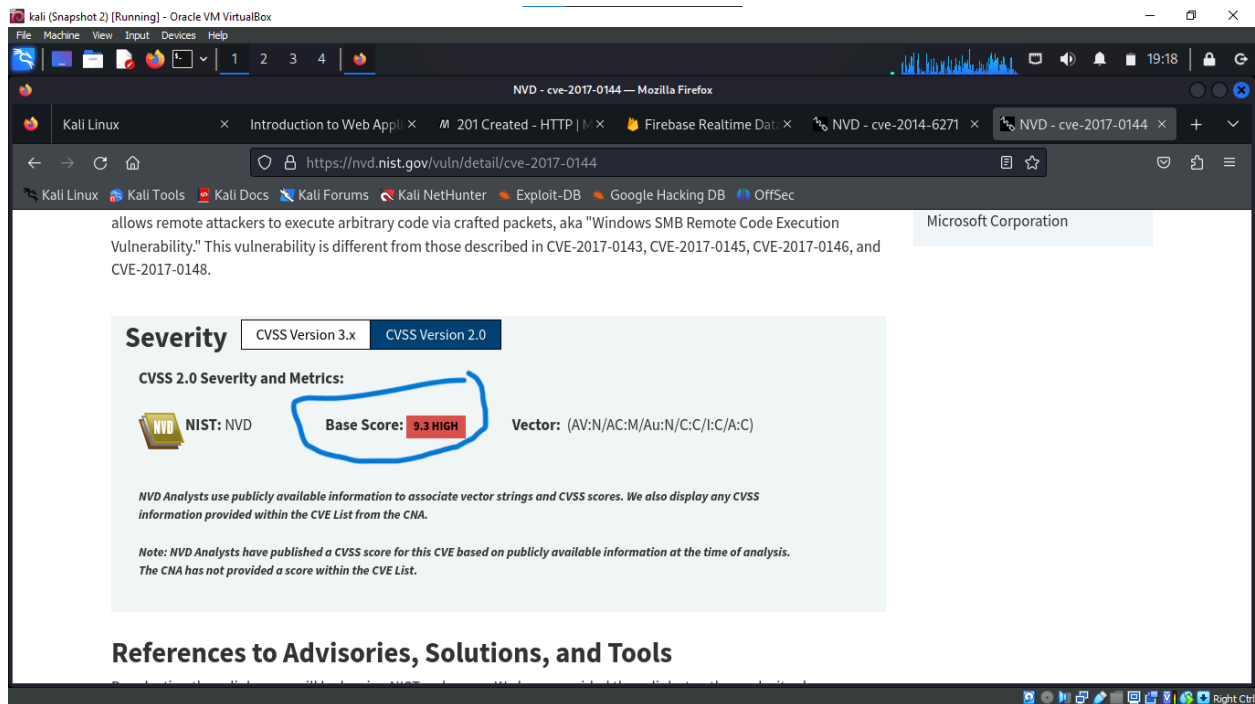 kali (Snapshot 2) [Running] - Oracle VM VirtualBox
File Machine View Input Devices Help
1 2 3 4
19:18
NVD - cve-2017-0144 — Mozilla Firefox
Kali Linux
Introduction to Web Appli
201 Created - HTTP | M
Firebase Realtime Dat
NVD - cve-2014-6271
NVD - cve-2017-0144
https://nvd.nist.gov/vuln/detail/cve-2017-0144
Kali Linux Kali Tools Kali Docs Kali Forums Kali NetHunter Exploit-DB Google Hacking DB OffSec
allows remote attackers to execute arbitrary code via crafted packets, aka "Windows SMB Remote Code Execution
Vulnerability." This vulnerability is different from those described in CVE-2017-0143, CVE-2017-0145, CVE-2017-0146, and
CVE-2017-0148.
Microsoft Corporation
Severity CVSS Version 3.x CVSS Version 2.0
CVSS 2.0 Severity and Metrics:
NVD NIST: NVD Base Score: 9.3 HIGH Vector: (AV:N/AC:M/Au:N/C:C/I:C/A:C)
NVD Analysts use publicly available information to associate vector strings and CVSS scores. We also display any CVSS
information provided within the CVE List from the CNA.
Note: NVD Analysts have published a CVSS score for this CVE based on publicly available information at the time of analysis.
The CNA has not provided a score within the CVE List.
References to Advisories, Solutions, and Tools
Right Ctrl